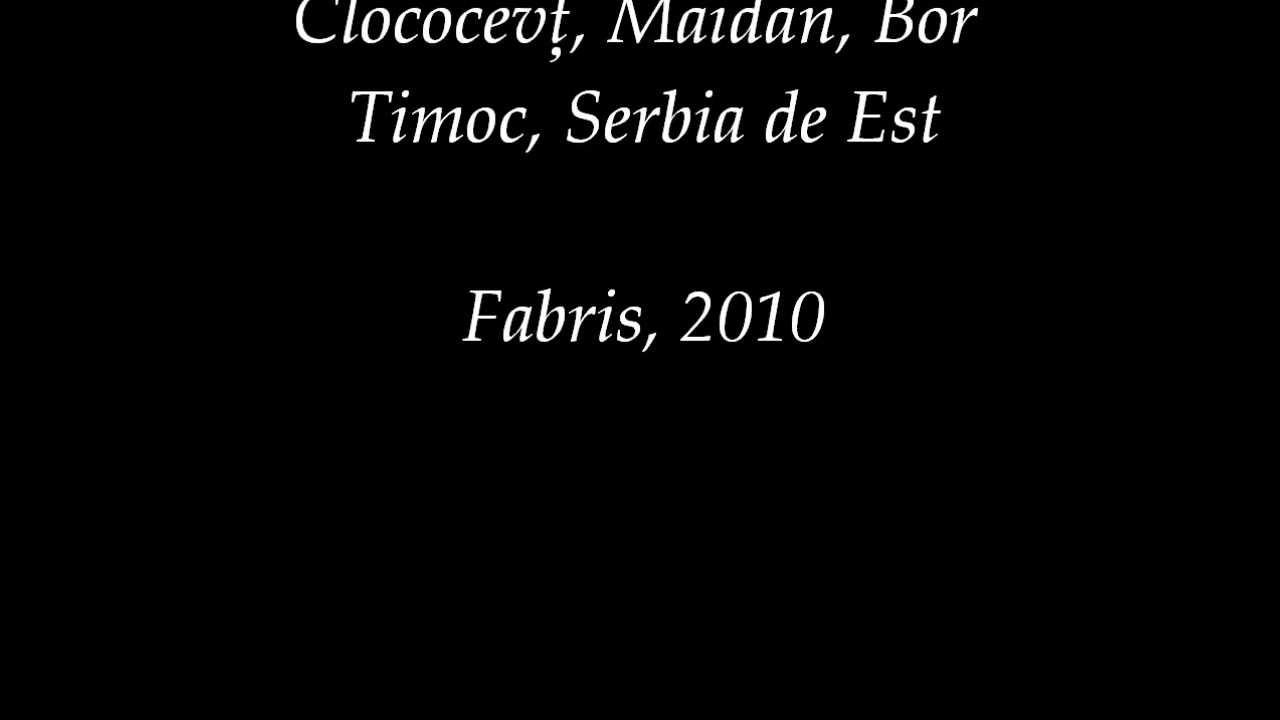 Clococevț, Maidan, Bor
Timoc, Serbia de Est
Fabris, 2010